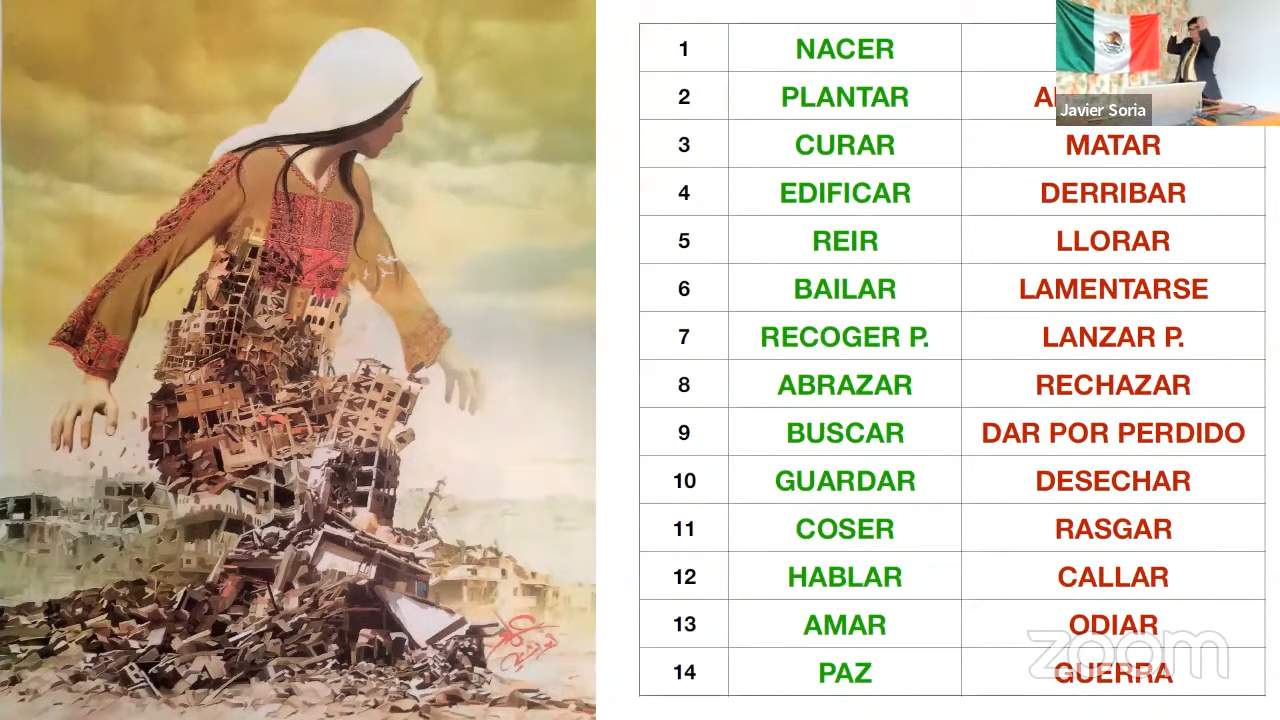 1 NACER
2 PLANTAR
3 CURAR MATAR
4 EDIFICAR DERRIBAR
5 REIR LLORAR
6 BAILAR LAMENTARSE
7 RECOGER P. LANZAR P.
8 ABRAZAR RECHAZAR
9 BUSCAR DAR POR PERDIDO
10 GUARDAR DESECHAR
11 COSER RASGAR
12 HABLAR CALLAR
13 AMAR ODIAR
14 PAZ GUERRA
Javier Soria
zoom